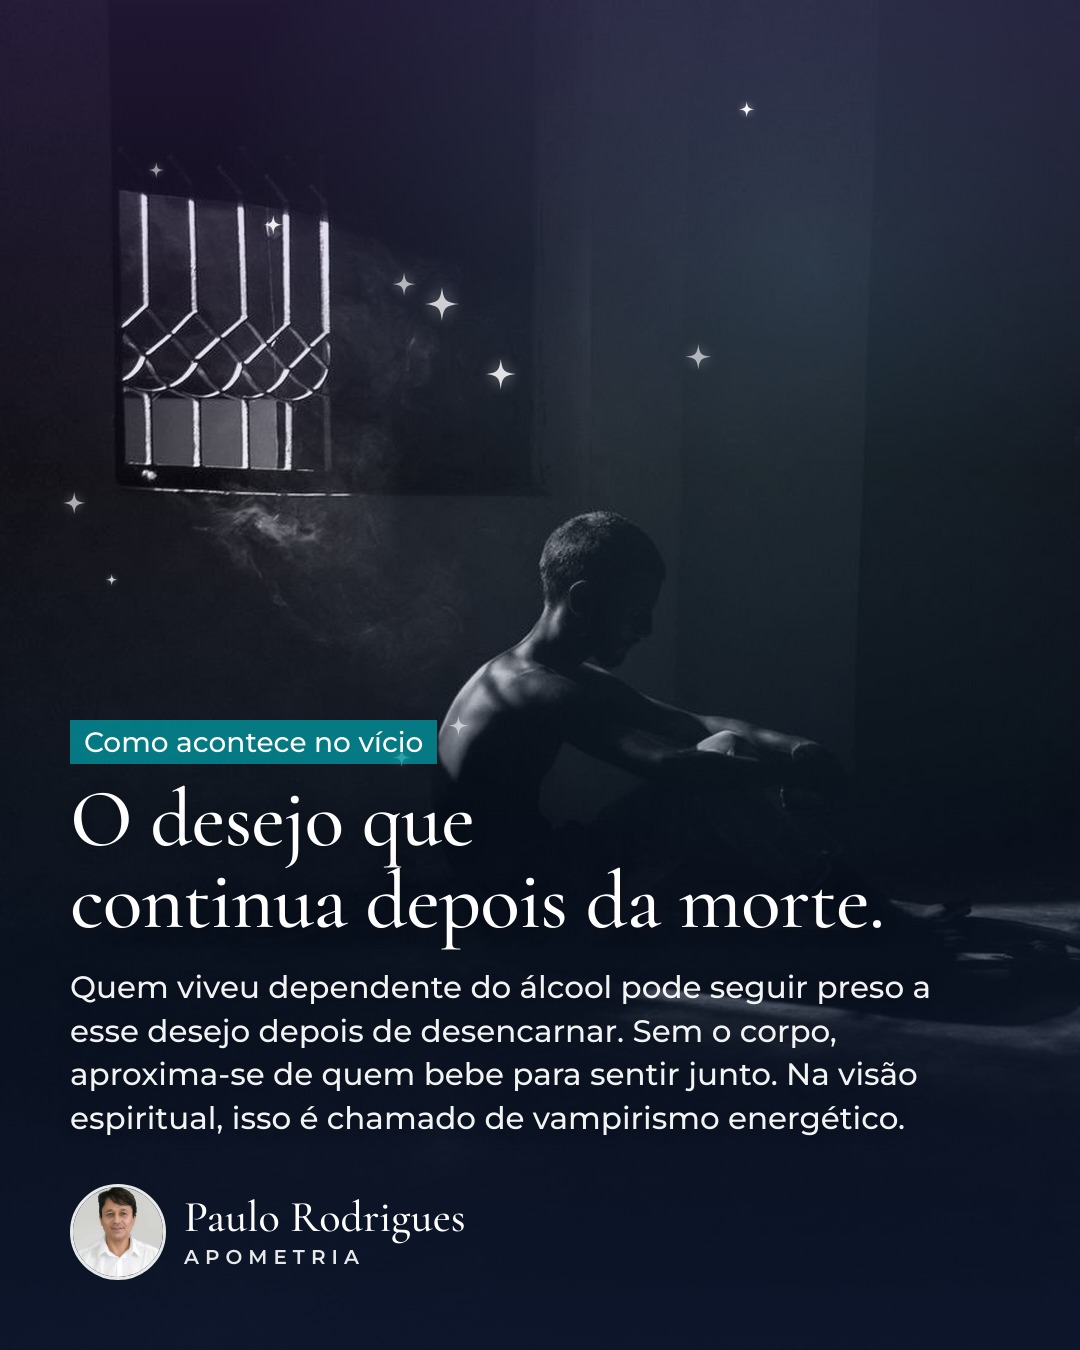 Como acontece no vício
O desejo que
continua depois da morte.
Quem viveu dependente do álcool pode seguir preso a
esse desejo depois de desencarnar. Sem o corpo,
aproxima-se de quem bebe para sentir junto. Na visão
espiritual, isso é chamado de vampirismo energético.
Paulo Rodrigues
APOMETRIA